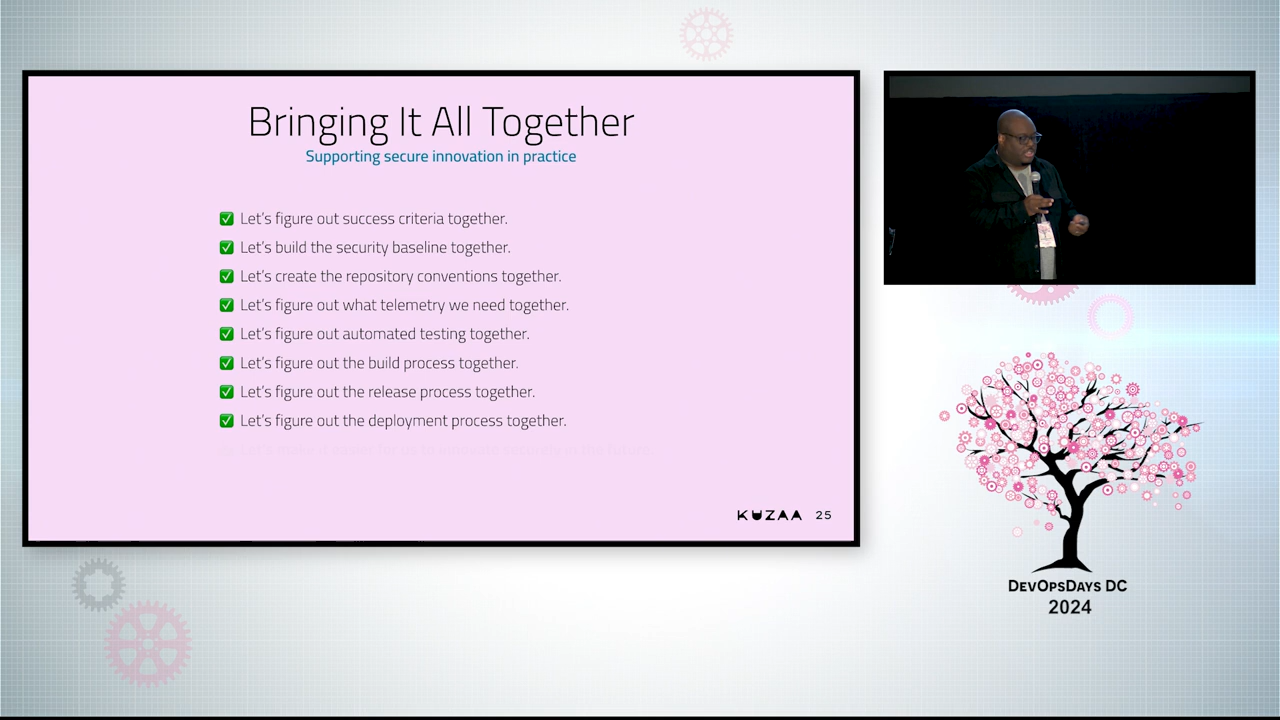 Bringing It All Together
Supporting secure innovation in practice
✅ Let's figure out success criteria together.
✅ Let's build the security baseline together.
✅ Let's create the repository conventions together.
✅ Let's figure out what telemetry we need together.
✅ Let's figure out automated testing together.
✅ Let's figure out the build process together.
✅ Let's figure out the release process together.
✅ Let's figure out the deployment process together.
KUZAA 25
DevOpsDays DC
2024